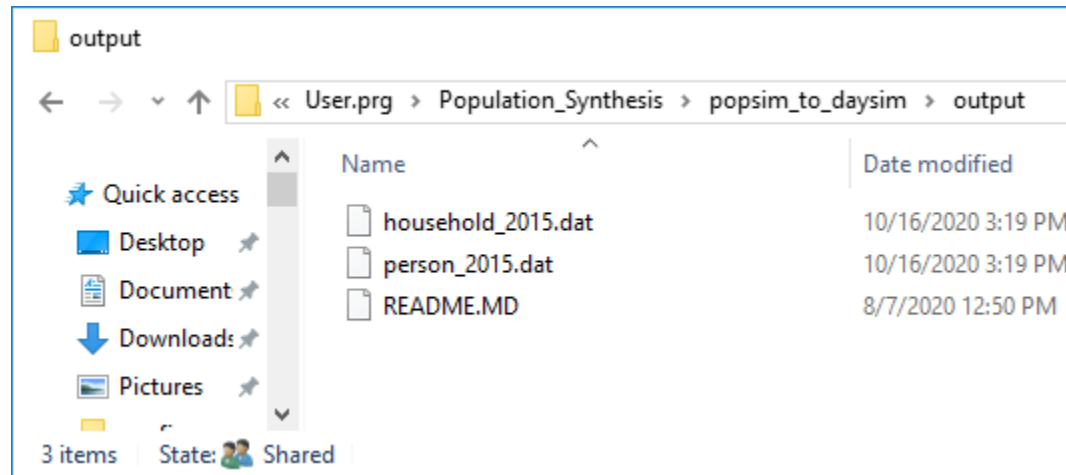 output
« User.prg > Population_Synthesis > popsim_to_daysim > output
Name Date modified
Quick access
Desktop
Document
Downloads
Pictures
household_2015.dat 10/16/2020 3:19 PM
person_2015.dat 10/16/2020 3:19 PM
README.MD 8/7/2020 12:50 PM
3 items State: Shared